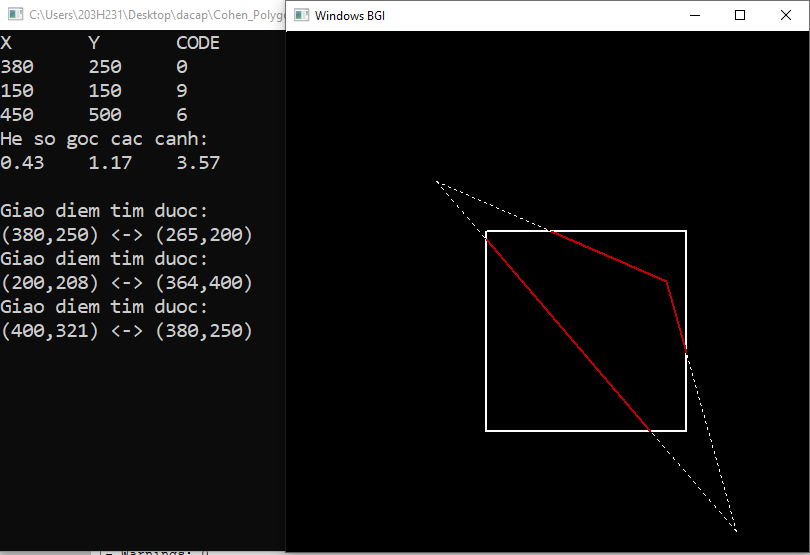 C:\Users\203H231\Desktop\dacap\Cohen_Polyg
Windows BGI
X Y CODE
380 250 0
150 150 9
450 500 6
He so goc cac canh:
0.43 1.17 3.57
Giao diem tim duoc:
(380,250) <-> (265,200)
Giao diem tim duoc:
(200,208) <-> (364,400)
Giao diem tim duoc:
(400,321) <-> (380,250)
- Warnings: 0